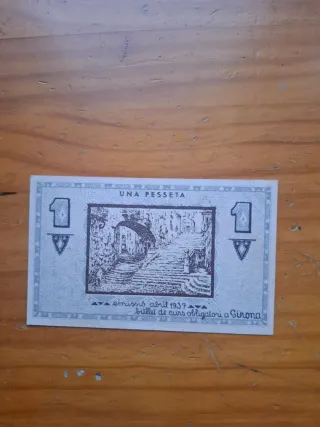 UNA PESSETA
1 1
emissió abril 1937
bitllet de curs obligatori a Girona